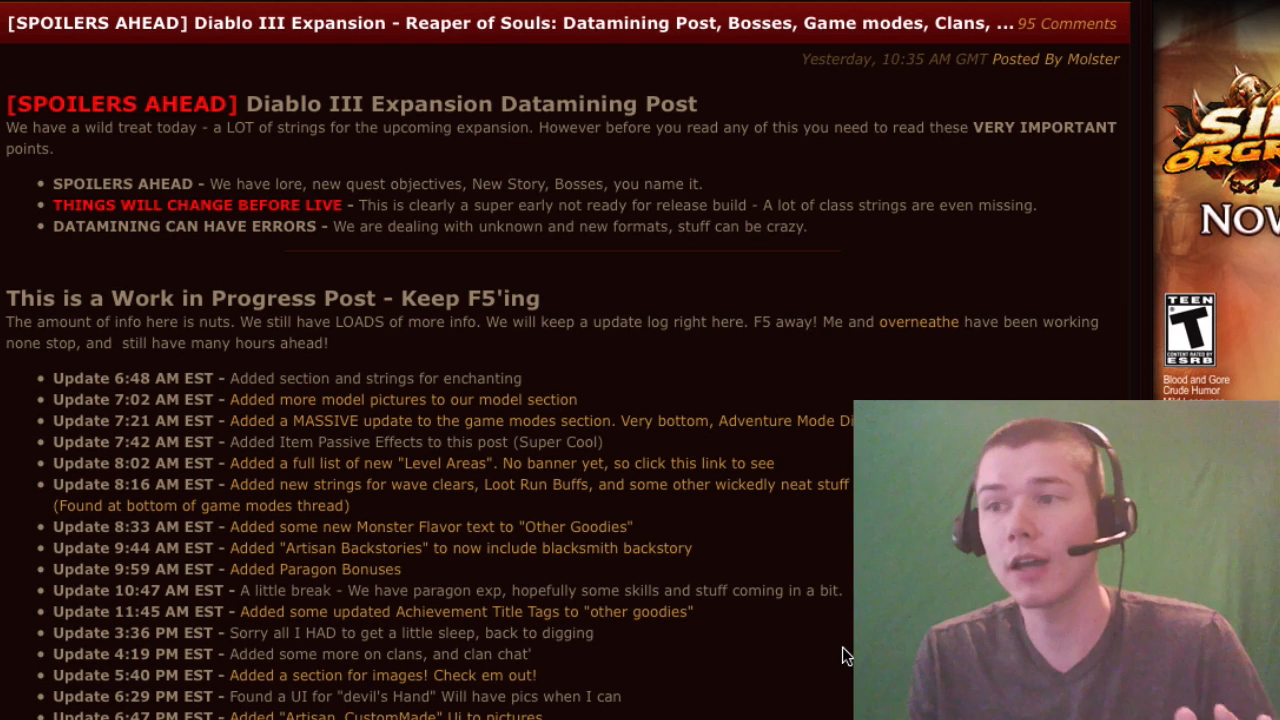 [SPOILERS AHEAD] Diablo III Expansion - Reaper of Souls: Datamining Post, Bosses, Game modes, Clans, ... 95 Comments
Yesterday, 10:35 AM GMT Posted By Molster
[SPOILERS AHEAD] Diablo III Expansion Datamining Post
We have a wild treat today - a LOT of strings for the upcoming expansion. However before you read any of this you need to read these VERY IMPORTANT
points.
• SPOILERS AHEAD - We have lore, new quest objectives, New Story, Bosses, you name it.
• THINGS WILL CHANGE BEFORE LIVE - This is clearly a super early not ready for release build - A lot of class strings are even missing.
• DATAMINING CAN HAVE ERRORS - We are dealing with unknown and new formats, stuff can be crazy.
This is a Work in Progress Post - Keep F5'ing
The amount of info here is nuts. We still have LOADS of more info. We will keep a update log right here. F5 away! Me and overneathe have been working
none stop, and still have many hours ahead!
• Update 6:48 AM EST - Added section and strings for enchanting
• Update 7:02 AM EST - Added more model pictures to our model section
• Update 7:21 AM EST - Added a MASSIVE update to the game modes section. Very bottom, Adventure Mode Di
• Update 7:42 AM EST - Added Item Passive Effects to this post (Super Cool)
• Update 8:02 AM EST - Added a full list of new "Level Areas". No banner yet, so click this link to see
• Update 8:16 AM EST - Added new strings for wave clears, Loot Run Buffs, and some other wickedly neat stuff
(Found at bottom of game modes thread)
• Update 8:33 AM EST - Added some new Monster Flavor text to "Other Goodies"
• Update 9:44 AM EST - Added "Artisan Backstories" to now include blacksmith backstory
• Update 9:59 AM EST - Added Paragon Bonuses
• Update 10:47 AM EST - A little break - We have paragon exp, hopefully some skills and stuff coming in a bit.
• Update 11:45 AM EST - Added some updated Achievement Title Tags to "other goodies"
• Update 3:36 PM EST - Sorry all I HAD to get a little sleep, back to digging
• Update 4:19 PM EST - Added some more on clans, and clan chat'
• Update 5:40 PM EST - Added a section for images! Check em out!
• Update 6:29 PM EST - Found a UI for "devil's Hand" Will have pics when I can
• Update 6:47 PM EST - Added "Artisan_CustomMade" Ui to pictures
SI
ORGR
NOW
TEEN
T
CONTENT RATED BY
ESRB
Blood and Gore
Crude Humor